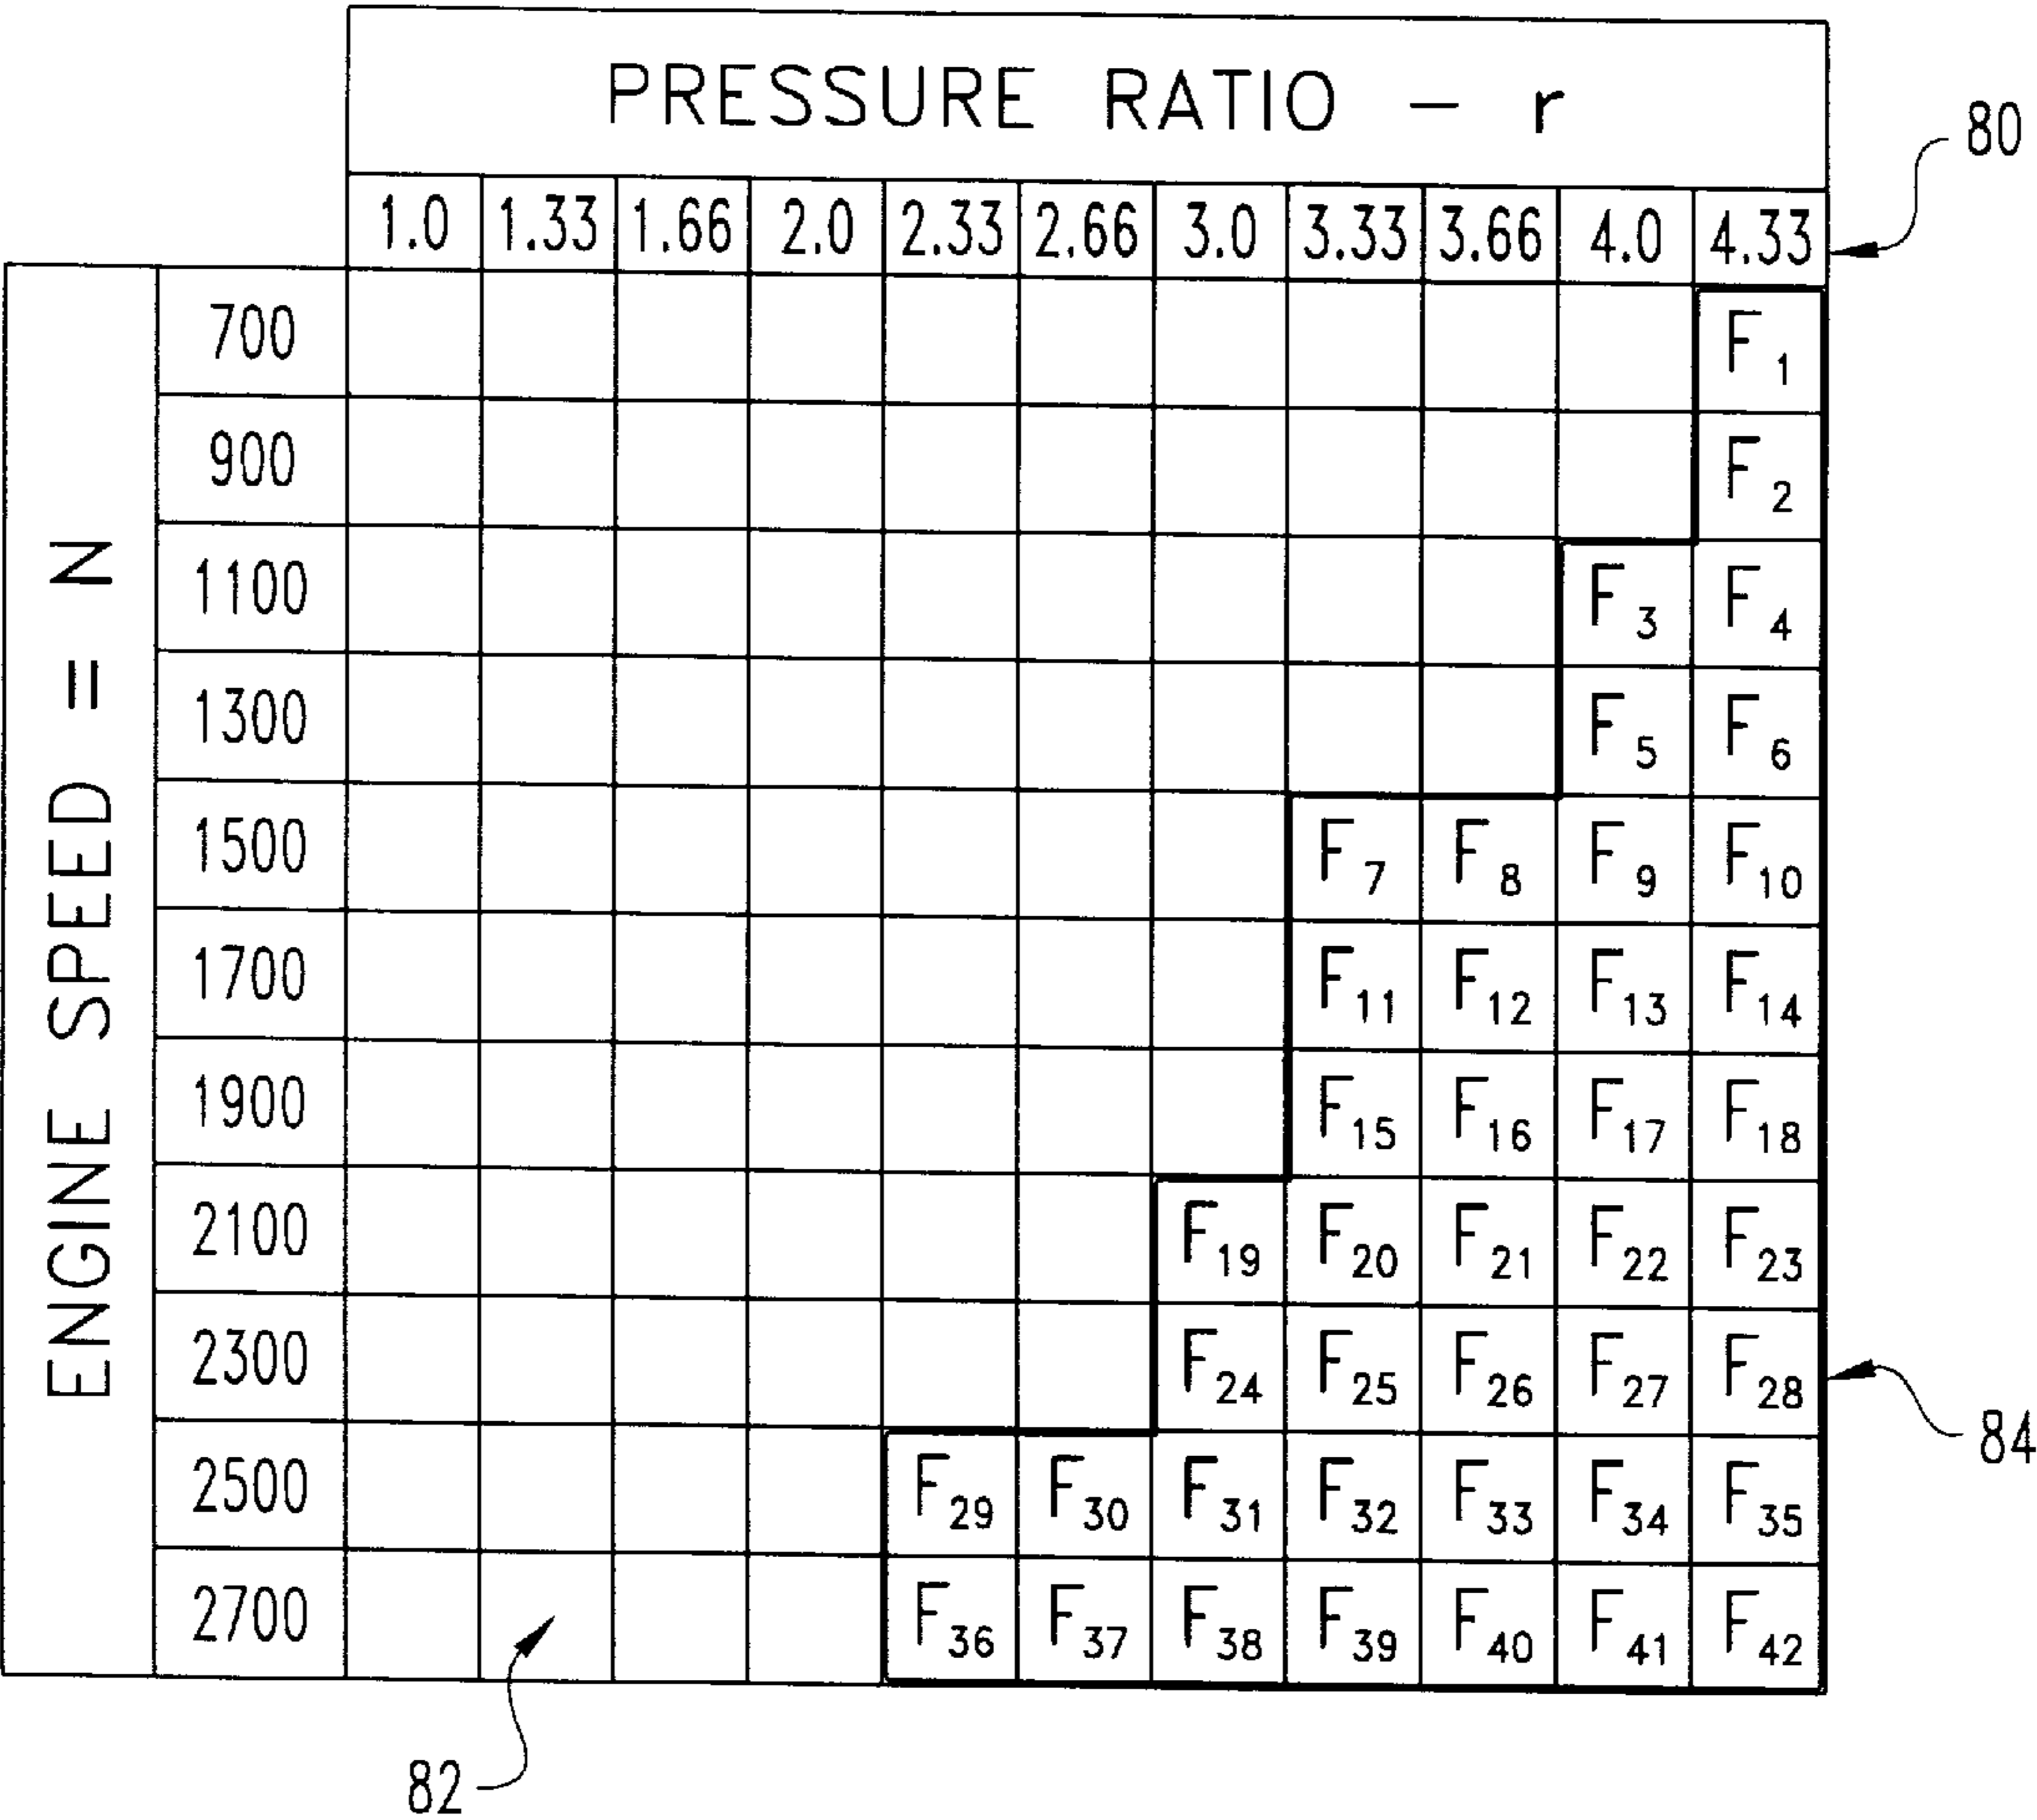 PRESSURE RATIO - r
80
1.0 1.33 1.66 2.0 2.33 2.66 3.0 3.33 3.66 4.0 4.33
ENGINE SPEED = N
700 F1
900 F2
1100 F3 F4
1300 F5 F6
1500 F7 F8 F9 F10
1700 F11 F12 F13 F14
1900 F15 F16 F17 F18
2100 F19 F20 F21 F22 F23
2300 F24 F25 F26 F27 F28
84
2500 F29 F30 F31 F32 F33 F34 F35
2700 F36 F37 F38 F39 F40 F41 F42
82